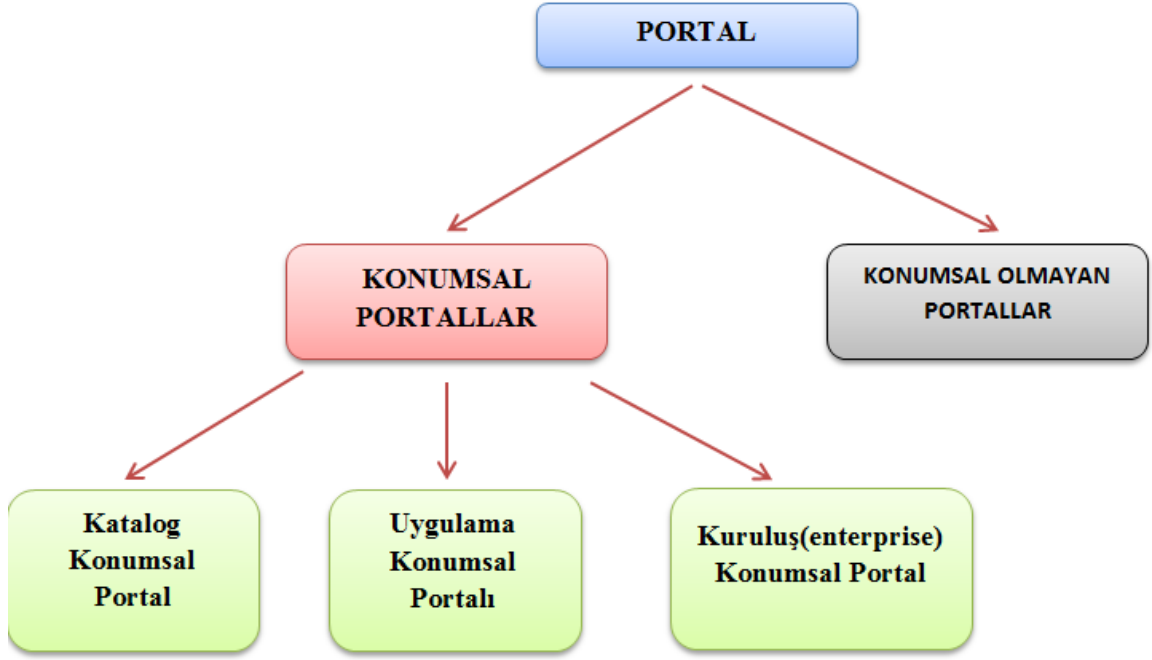 PORTAL
KONUMSAL
PORTALLAR
KONUMSAL OLMAYAN
PORTALLAR
Katalog
Konumsal
Portal
Uygulama
Konumsal
Portalı
Kuruluş(enterprise)
Konumsal Portal